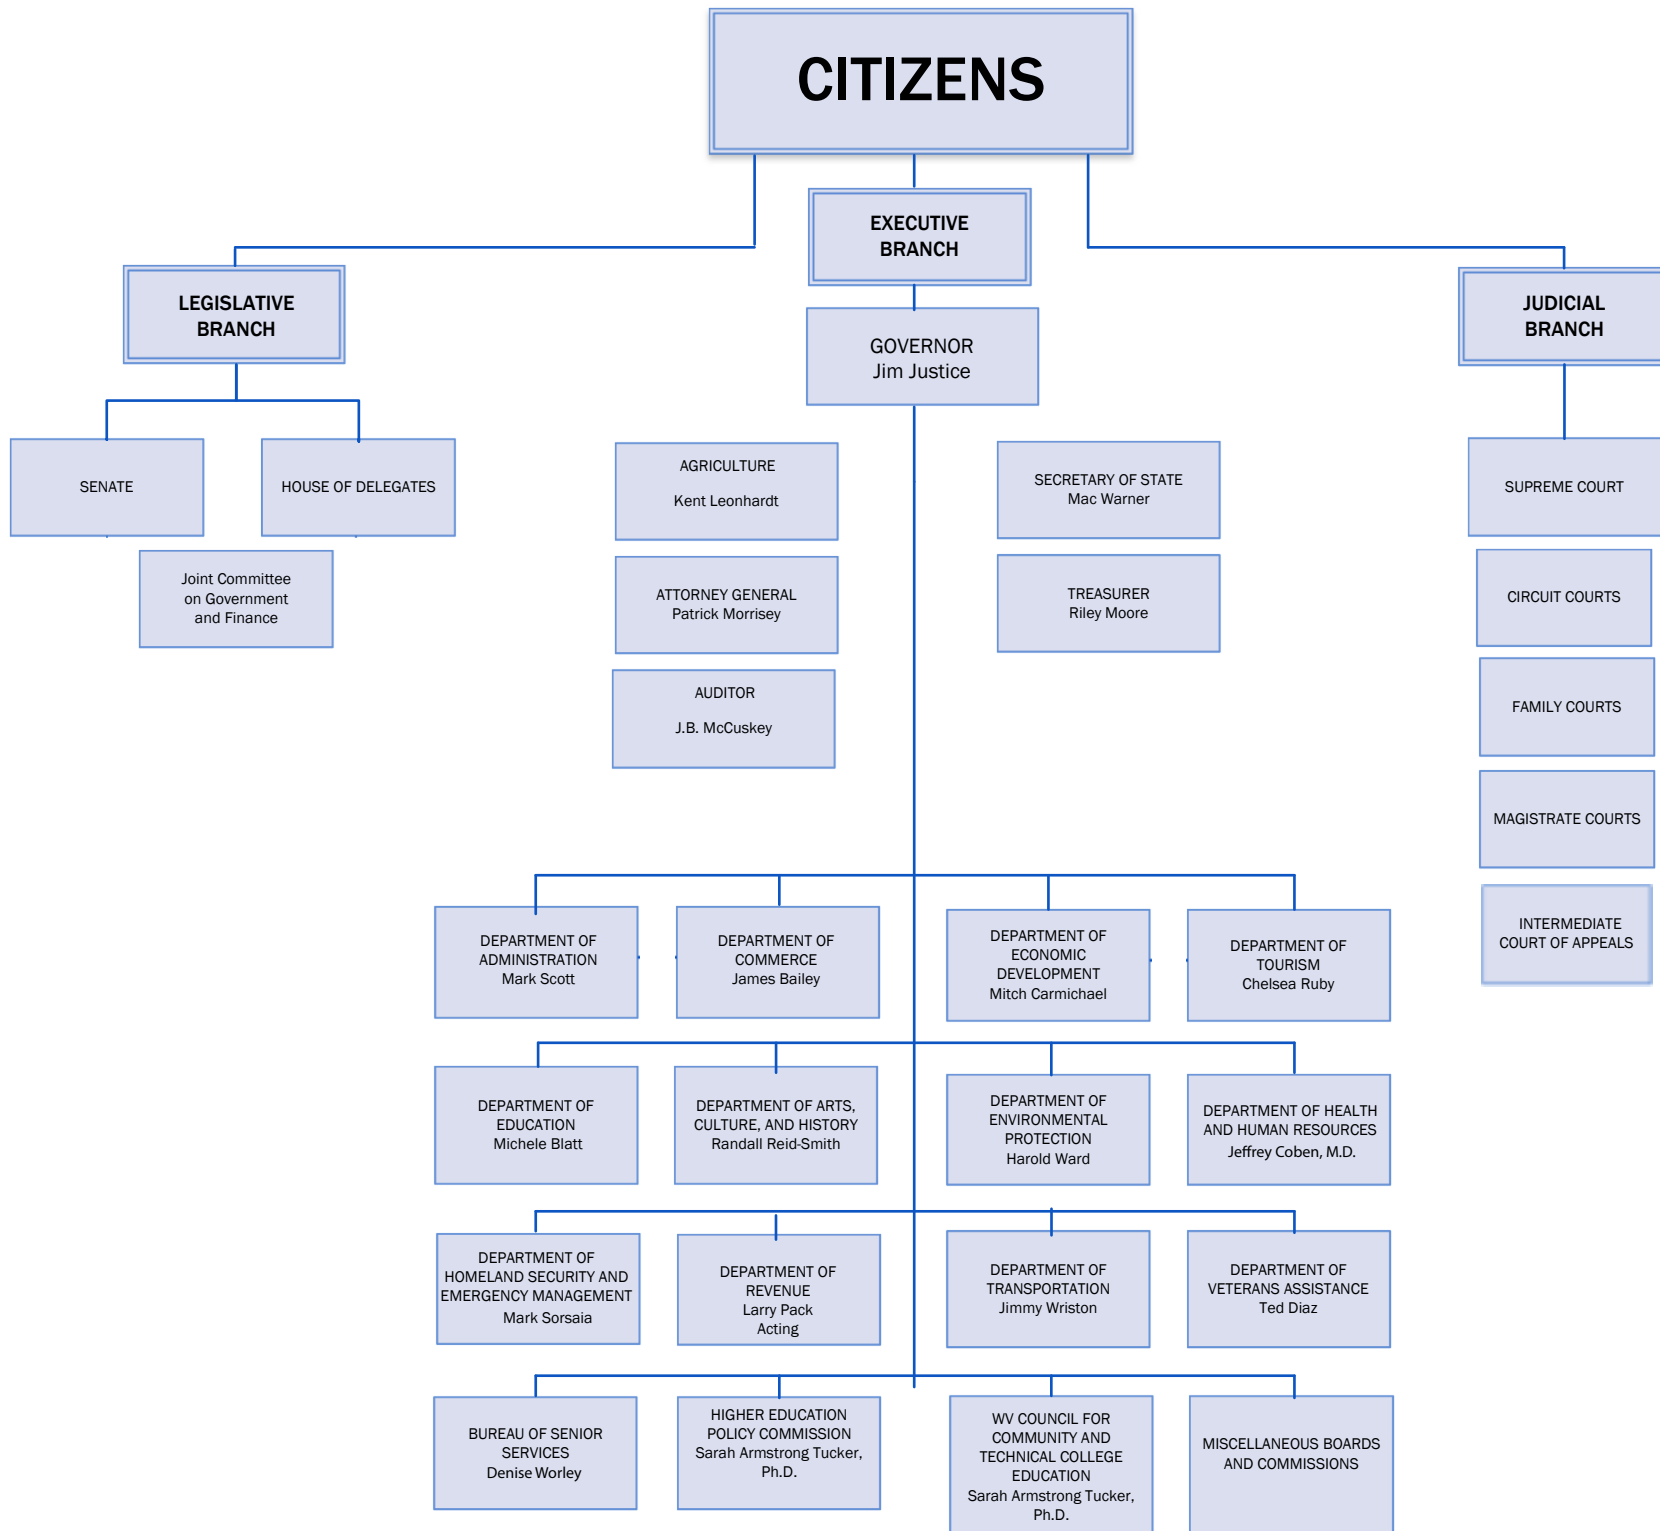 CITIZENS
EXECUTIVE
BRANCH
LEGISLATIVE
BRANCH
JUDICIAL
BRANCH
GOVERNOR
Jim Justice
SENATE
HOUSE OF DELEGATES
Joint Committee
on Government
and Finance
AGRICULTURE
Kent Leonhardt
SECRETARY OF STATE
Mac Warner
ATTORNEY GENERAL
Patrick Morrisey
TREASURER
Riley Moore
AUDITOR
J.B. McCuskey
SUPREME COURT
CIRCUIT COURTS
FAMILY COURTS
MAGISTRATE COURTS
INTERMEDIATE
COURT OF APPEALS
DEPARTMENT OF
ADMINISTRATION
Mark Scott
DEPARTMENT OF
COMMERCE
James Bailey
DEPARTMENT OF
ECONOMIC
DEVELOPMENT
Mitch Carmichael
DEPARTMENT OF
TOURISM
Chelsea Ruby
DEPARTMENT OF
EDUCATION
Michele Blatt
DEPARTMENT OF ARTS,
CULTURE, AND HISTORY
Randall Reid-Smith
DEPARTMENT OF
ENVIRONMENTAL
PROTECTION
Harold Ward
DEPARTMENT OF HEALTH
AND HUMAN RESOURCES
Jeffrey Coben, M.D.
DEPARTMENT OF
HOMELAND SECURITY AND
EMERGENCY MANAGEMENT
Mark Sorsaia
DEPARTMENT OF
REVENUE
Larry Pack
Acting
DEPARTMENT OF
TRANSPORTATION
Jimmy Wriston
DEPARTMENT OF
VETERANS ASSISTANCE
Ted Diaz
BUREAU OF SENIOR
SERVICES
Denise Worley
HIGHER EDUCATION
POLICY COMMISSION
Sarah Armstrong Tucker,
Ph.D.
WV COUNCIL FOR
COMMUNITY AND
TECHNICAL COLLEGE
EDUCATION
Sarah Armstrong Tucker,
Ph.D.
MISCELLANEOUS BOARDS
AND COMMISSIONS